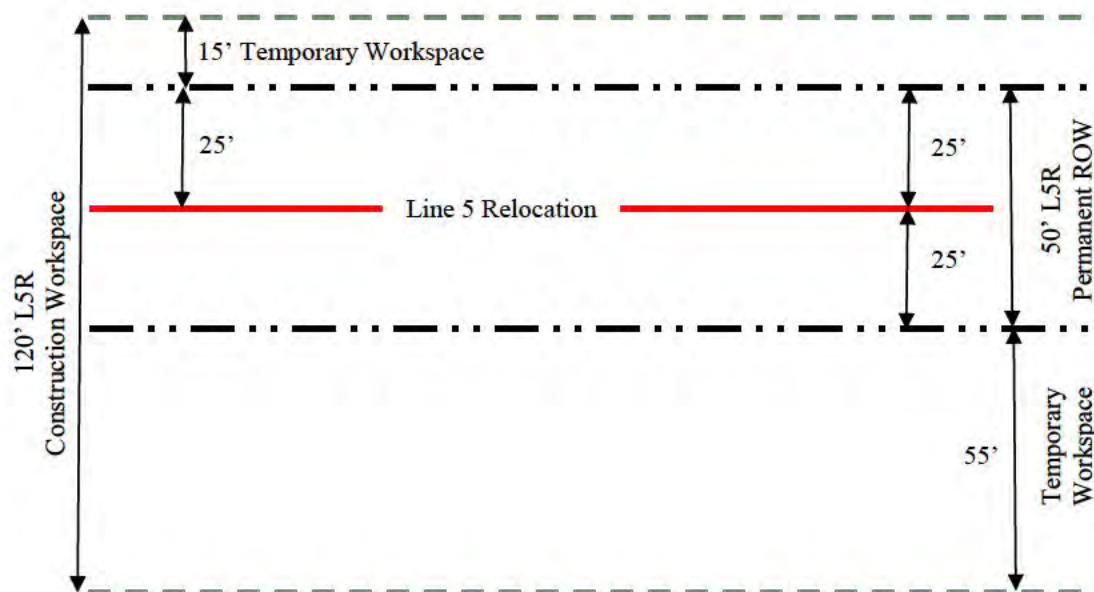 15’ Temporary Workspace
25’
25’
Line 5 Relocation
25’
50’ L5R
Permanent ROW
120’ L5R
Construction Workspace
55’
Temporary
Workspace